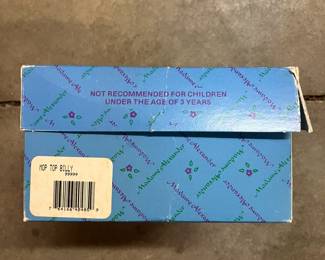 NOT RECOMMENDED FOR CHILDREN
UNDER THE AGE OF 3 YEARS
Madame Alexander
MOP TOP BILLY